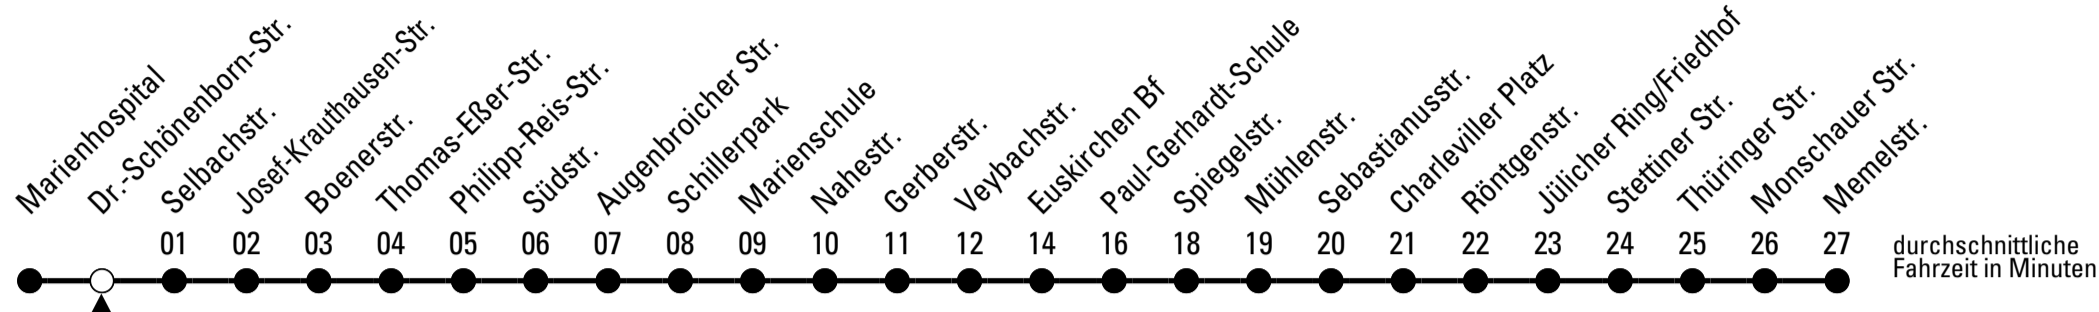 Marienhospital
Dr.-Schönenborn-Str.
Selbachstr.
Josef-Krauthausen-Str.
Boenerstr.
Thomas-Eßer-Str.
Philipp-Reis-Str.
Südstr.
Augenbroicher Str.
Schillerpark
Marienschule
Nahestr.
Gerberstr.
Veybachstr.
Euskirchen Bf
Paul-Gerhardt-Schule
Spiegelstr.
Mühlenstr.
Sebastianusstr.
Charleviller Platz
Röntgenstr.
Jülicher Ring/Friedhof
Stettiner Str.
Thüringer Str.
Monschauer Str.
Memelstr.
01 02 03 04 05 06 07 08 09 10 11 12 14 16 18 19 20 21 22 23 24 25 26 27
durchschnittliche
Fahrzeit in Minuten